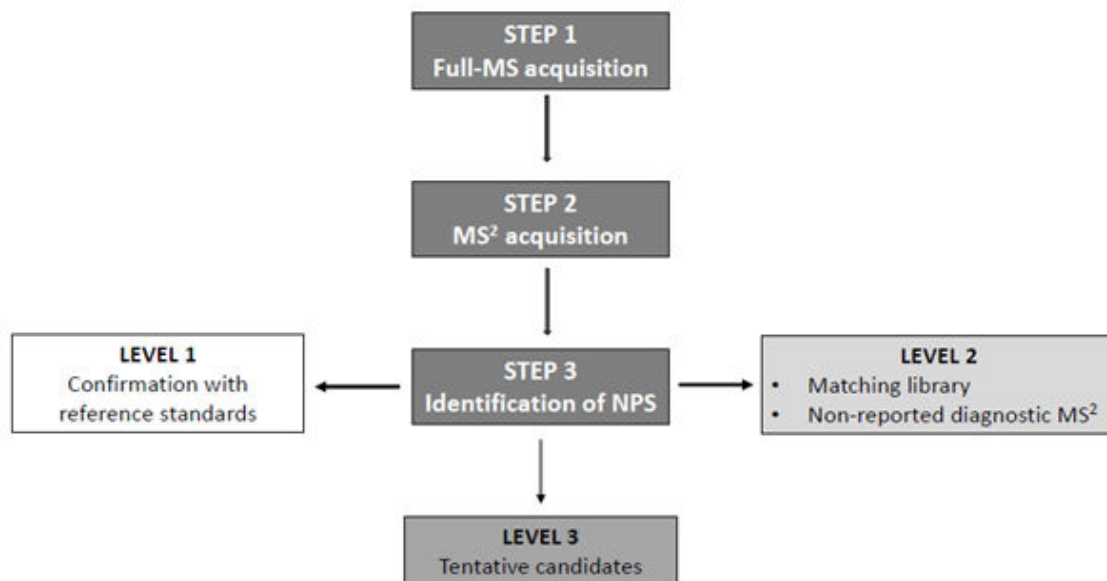 STEP 1
Full-MS acquisition
STEP 2
MS² acquisition
LEVEL 1
Confirmation with
reference standards
STEP 3
Identification of NPS
LEVEL 2
• Matching library
• Non-reported diagnostic MS²
LEVEL 3
Tentative candidates